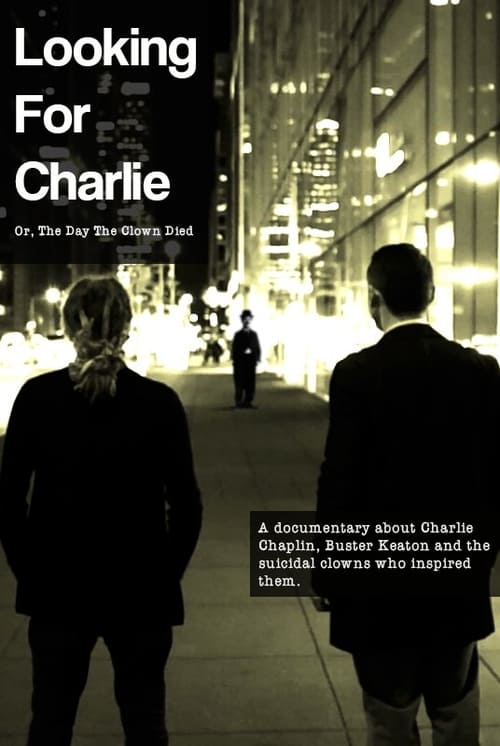 Looking
For
Charlie
Or, The Day The Clown Died
A documentary about Charlie
Chaplin, Buster Keaton and the
suicidal clowns who inspired
them.